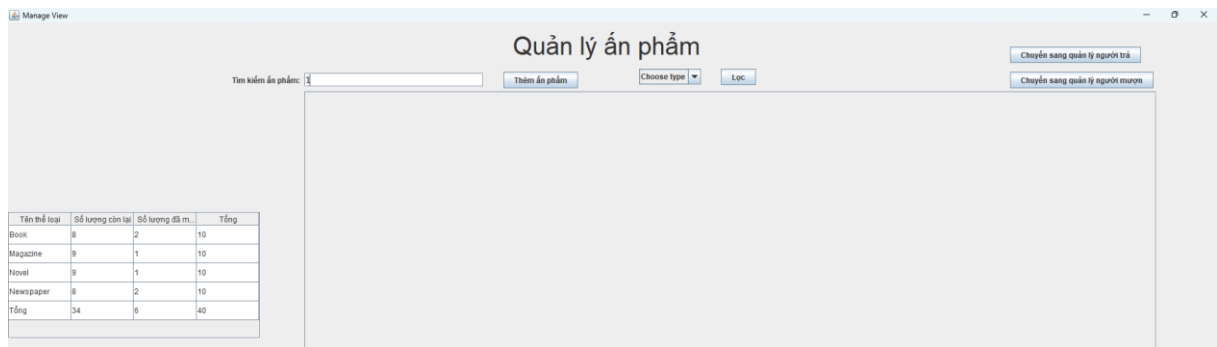 Manage View
Quản lý ấn phẩm
Chuyển sang quản lý người trả
Tìm kiếm ấn phẩm: 1
Thêm ấn phẩm
Choose type
Lọc
Chuyển sang quản lý người mượn
Tên thể loại Số lượng còn lại Số lượng đã m... Tổng
Book 8 2 10
Magazine 9 1 10
Novel 9 1 10
Newspaper 8 2 10
Tổng 34 6 40